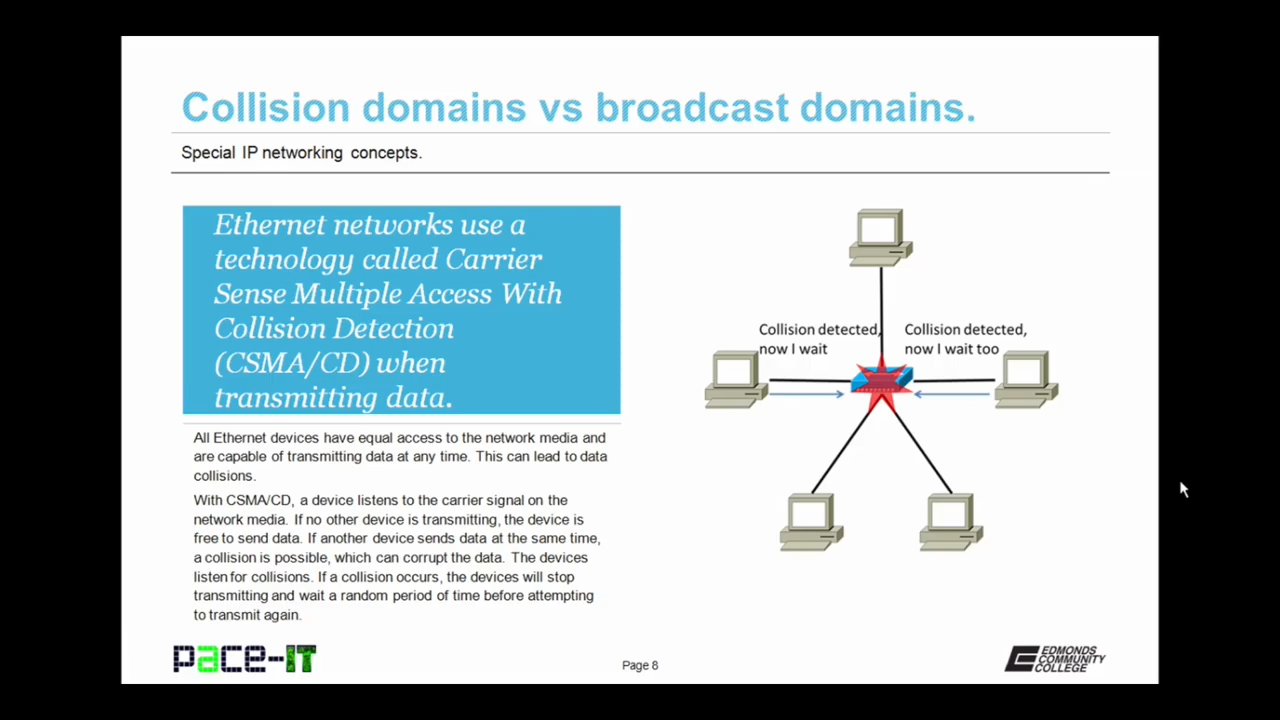 Collision domains vs broadcast domains.
Special IP networking concepts.
Ethernet networks use a
technology called Carrier
Sense Multiple Access With
Collision Detection
(CSMA/CD) when
transmitting data.
All Ethernet devices have equal access to the network media and
are capable of transmitting data at any time. This can lead to data
collisions.
With CSMA/CD, a device listens to the carrier signal on the
network media. If no other device is transmitting, the device is
free to send data. If another device sends data at the same time,
a collision is possible, which can corrupt the data. The devices
listen for collisions. If a collision occurs, the devices will stop
transmitting and wait a random period of time before attempting
to transmit again.
Collision detected,
now I wait
Collision detected,
now I wait too
pace-IT
Page 8
EDMONDS
COMMUNITY
COLLEGE